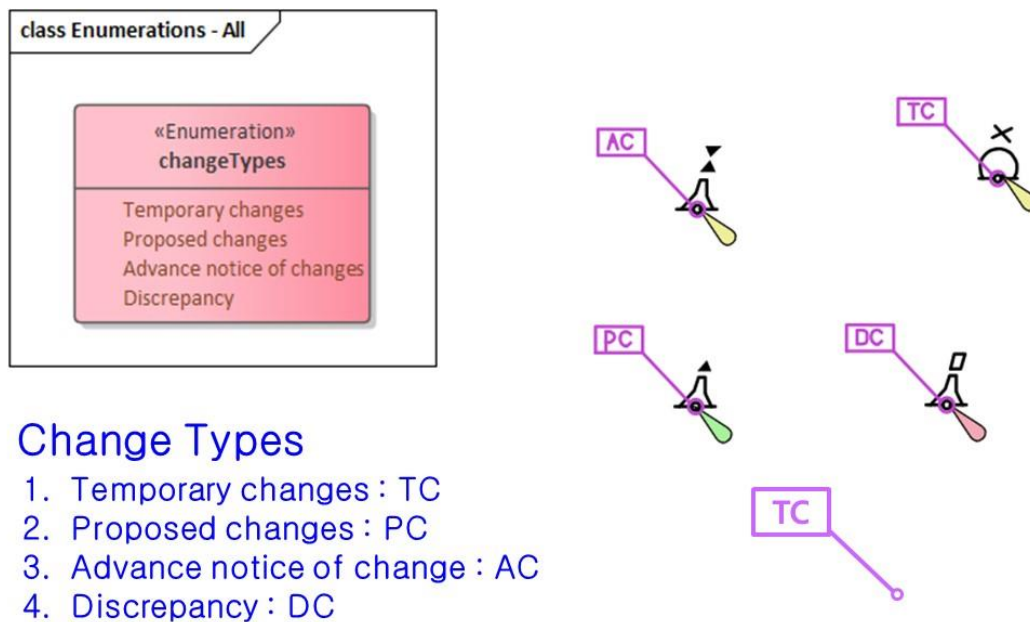 class Enumerations - All
«Enumeration»
changeTypes
Temporary changes
Proposed changes
Advance notice of changes
Discrepancy
AC
TC
PC
DC
TC
Change Types
1. Temporary changes : TC
2. Proposed changes : PC
3. Advance notice of change : AC
4. Discrepancy : DC